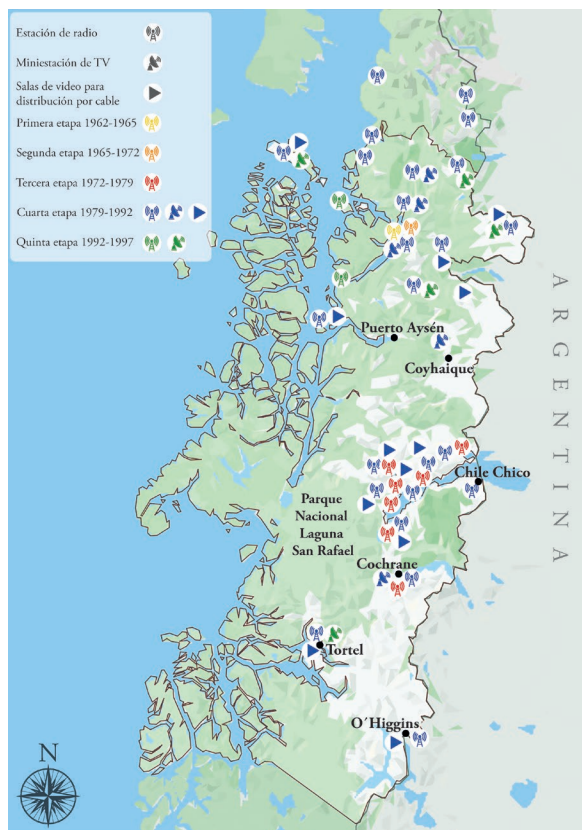 Estación de radio
Miniestación de TV
Salas de video para
distribución por cable
Primera etapa 1962-1965
Segunda etapa 1965-1972
Tercera etapa 1972-1979
Cuarta etapa 1979-1992
Quinta etapa 1992-1997
ARGENTINA
Puerto Aysén
Coyhaique
Chile Chico
Parque
Nacional
Laguna
San Rafael
Cochrane
Tortel
O´Higgins
N